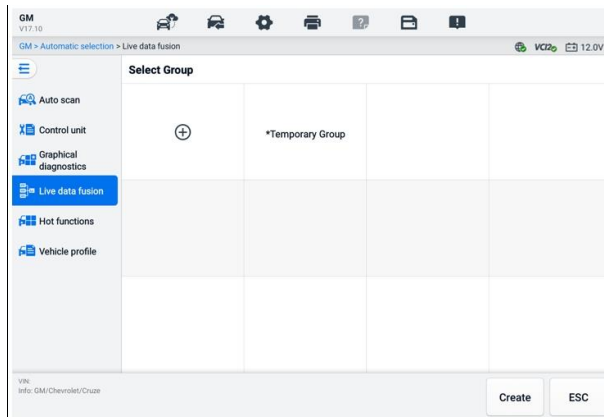 GM
V17.10
GM > Automatic selection > Live data fusion
VCI2
12.0V
Select Group
Auto scan
Control unit
Graphical
diagnostics
Live data fusion
Hot functions
Vehicle profile
*Temporary Group
VIN:
Info: GM/Chevrolet/Cruze
Create
ESC